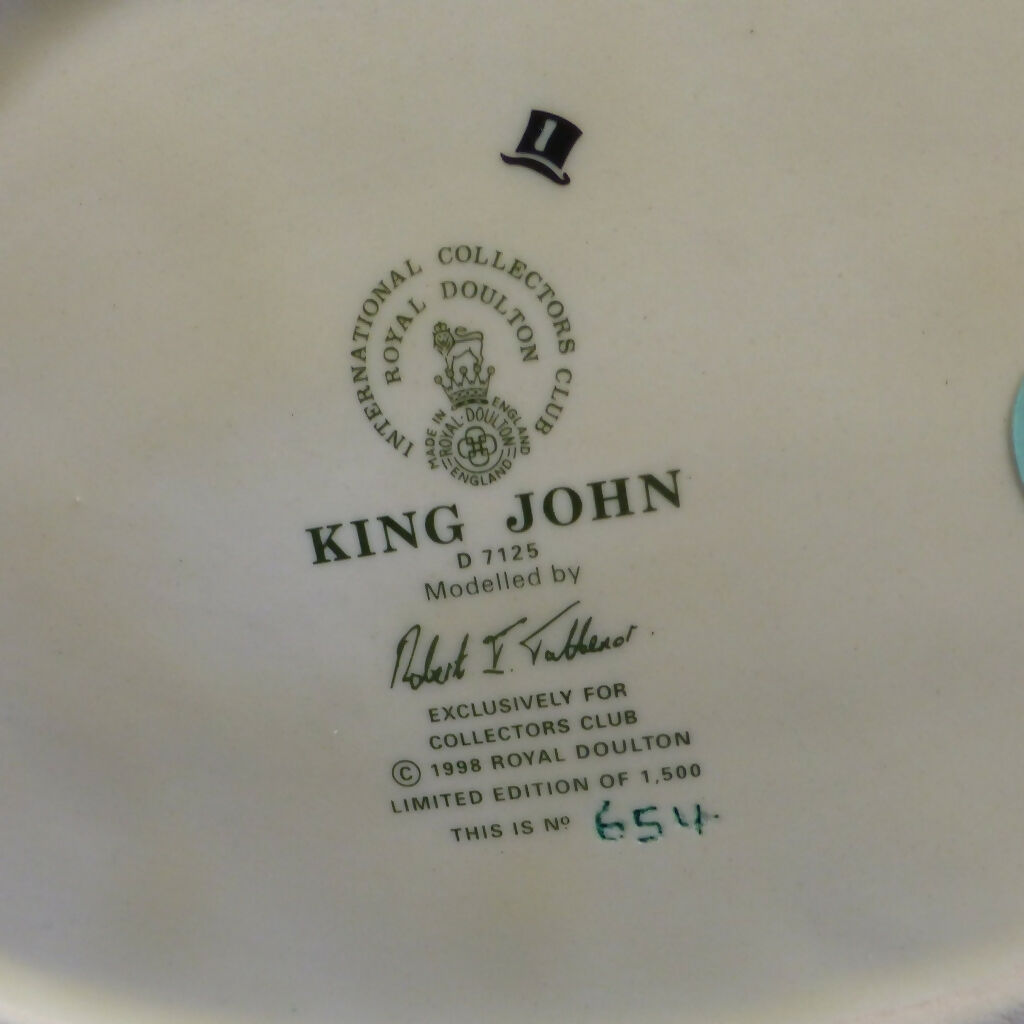 1
INTERNATIONAL COLLECTORS CLUB
ROYAL DOULTON
MADE IN ENGLAND
ROYAL·DOULTON
ENGLAND
KING JOHN
D 7125
Modelled by
Robert I. Tabbenor.
EXCLUSIVELY FOR
COLLECTORS CLUB
© 1998 ROYAL DOULTON
LIMITED EDITION OF 1,500
THIS IS Nº 654